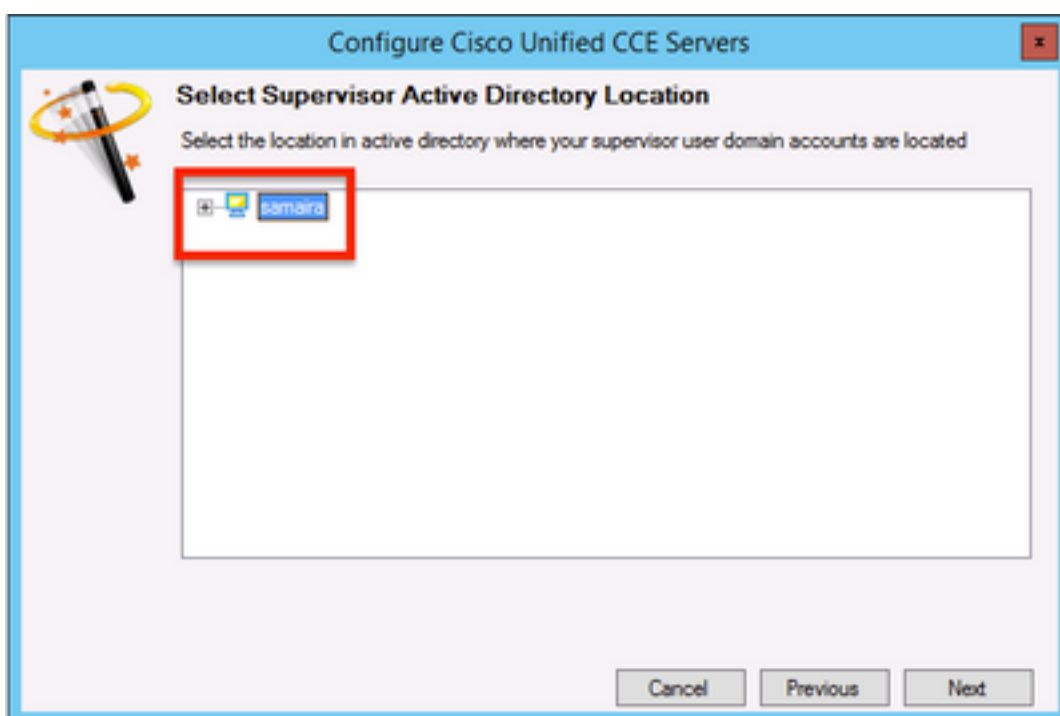 Configure Cisco Unified CCE Servers
x
Select Supervisor Active Directory Location
Select the location in active directory where your supervisor user domain accounts are located
samaira
Cancel Previous Next